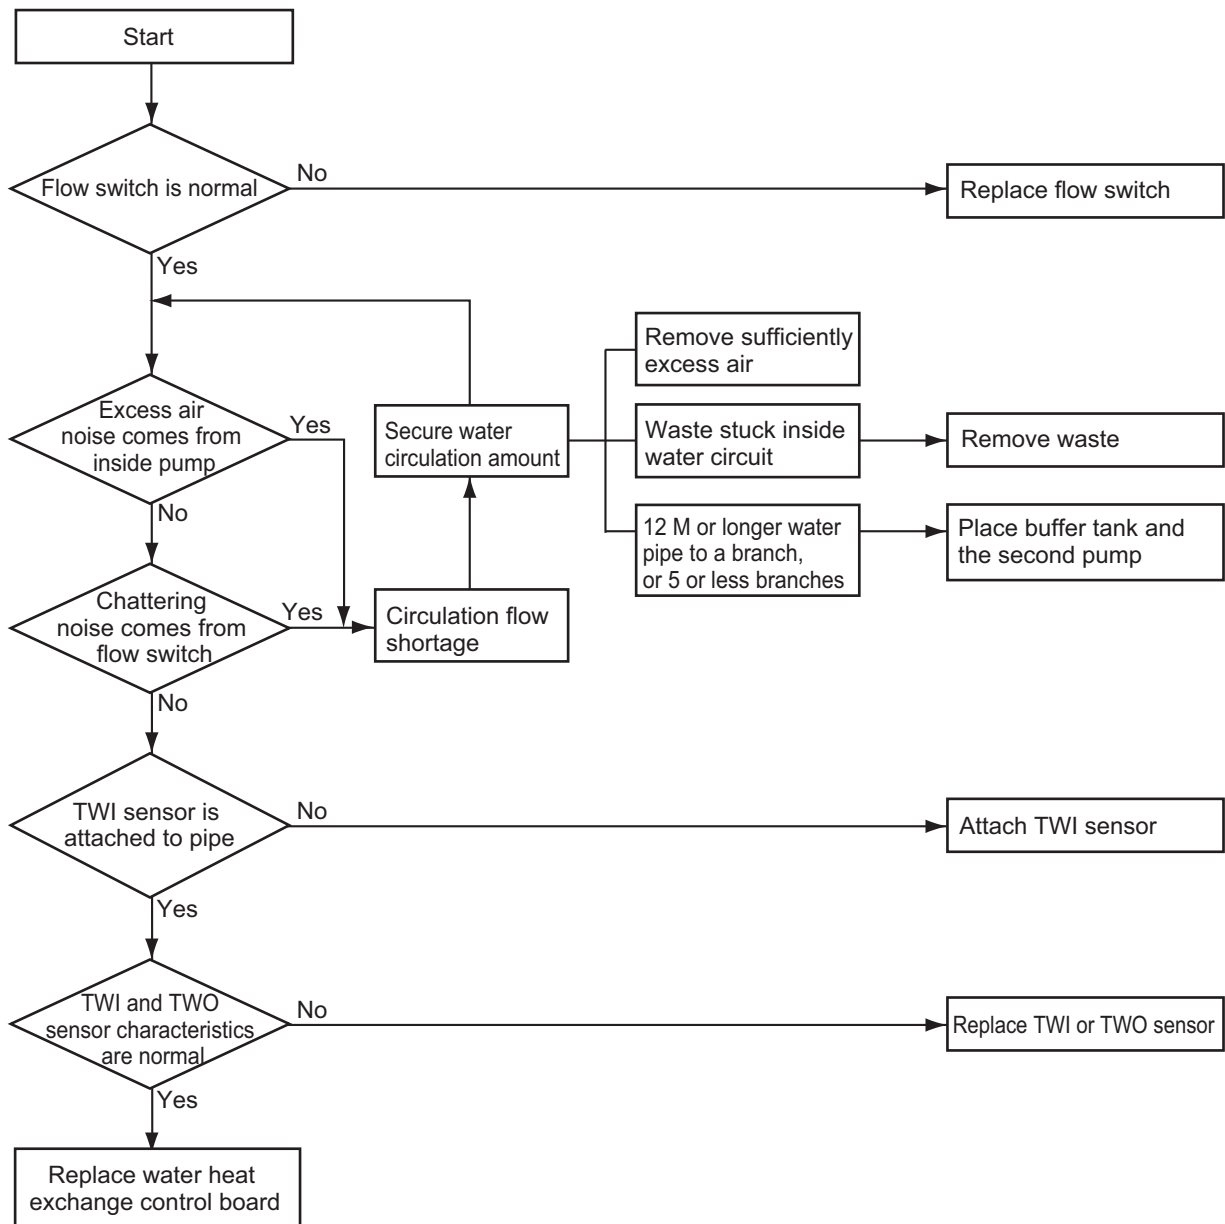 Start
Flow switch is normal
No
Replace flow switch
Yes
Excess air
noise comes from
inside pump
Yes
No
Secure water
circulation amount
Remove sufficiently
excess air
Waste stuck inside
water circuit
Remove waste
12 M or longer water
pipe to a branch,
or 5 or less branches
Place buffer tank and
the second pump
Chattering
noise comes from
flow switch
Yes
Circulation flow
shortage
No
TWI sensor is
attached to pipe
No
Attach TWI sensor
Yes
TWI and TWO
sensor characteristics
are normal
No
Replace TWI or TWO sensor
Yes
Replace water heat
exchange control board